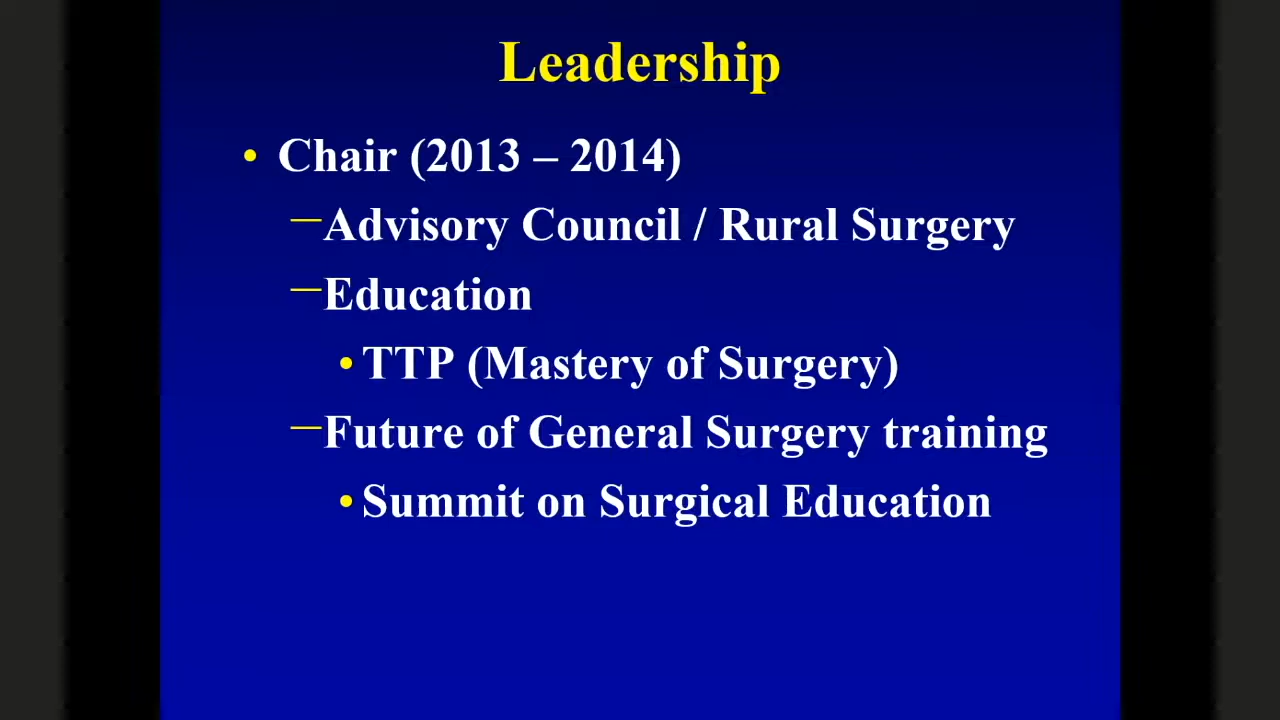 Leadership
• Chair (2013 – 2014)
–Advisory Council / Rural Surgery
–Education
• TTP (Mastery of Surgery)
–Future of General Surgery training
• Summit on Surgical Education